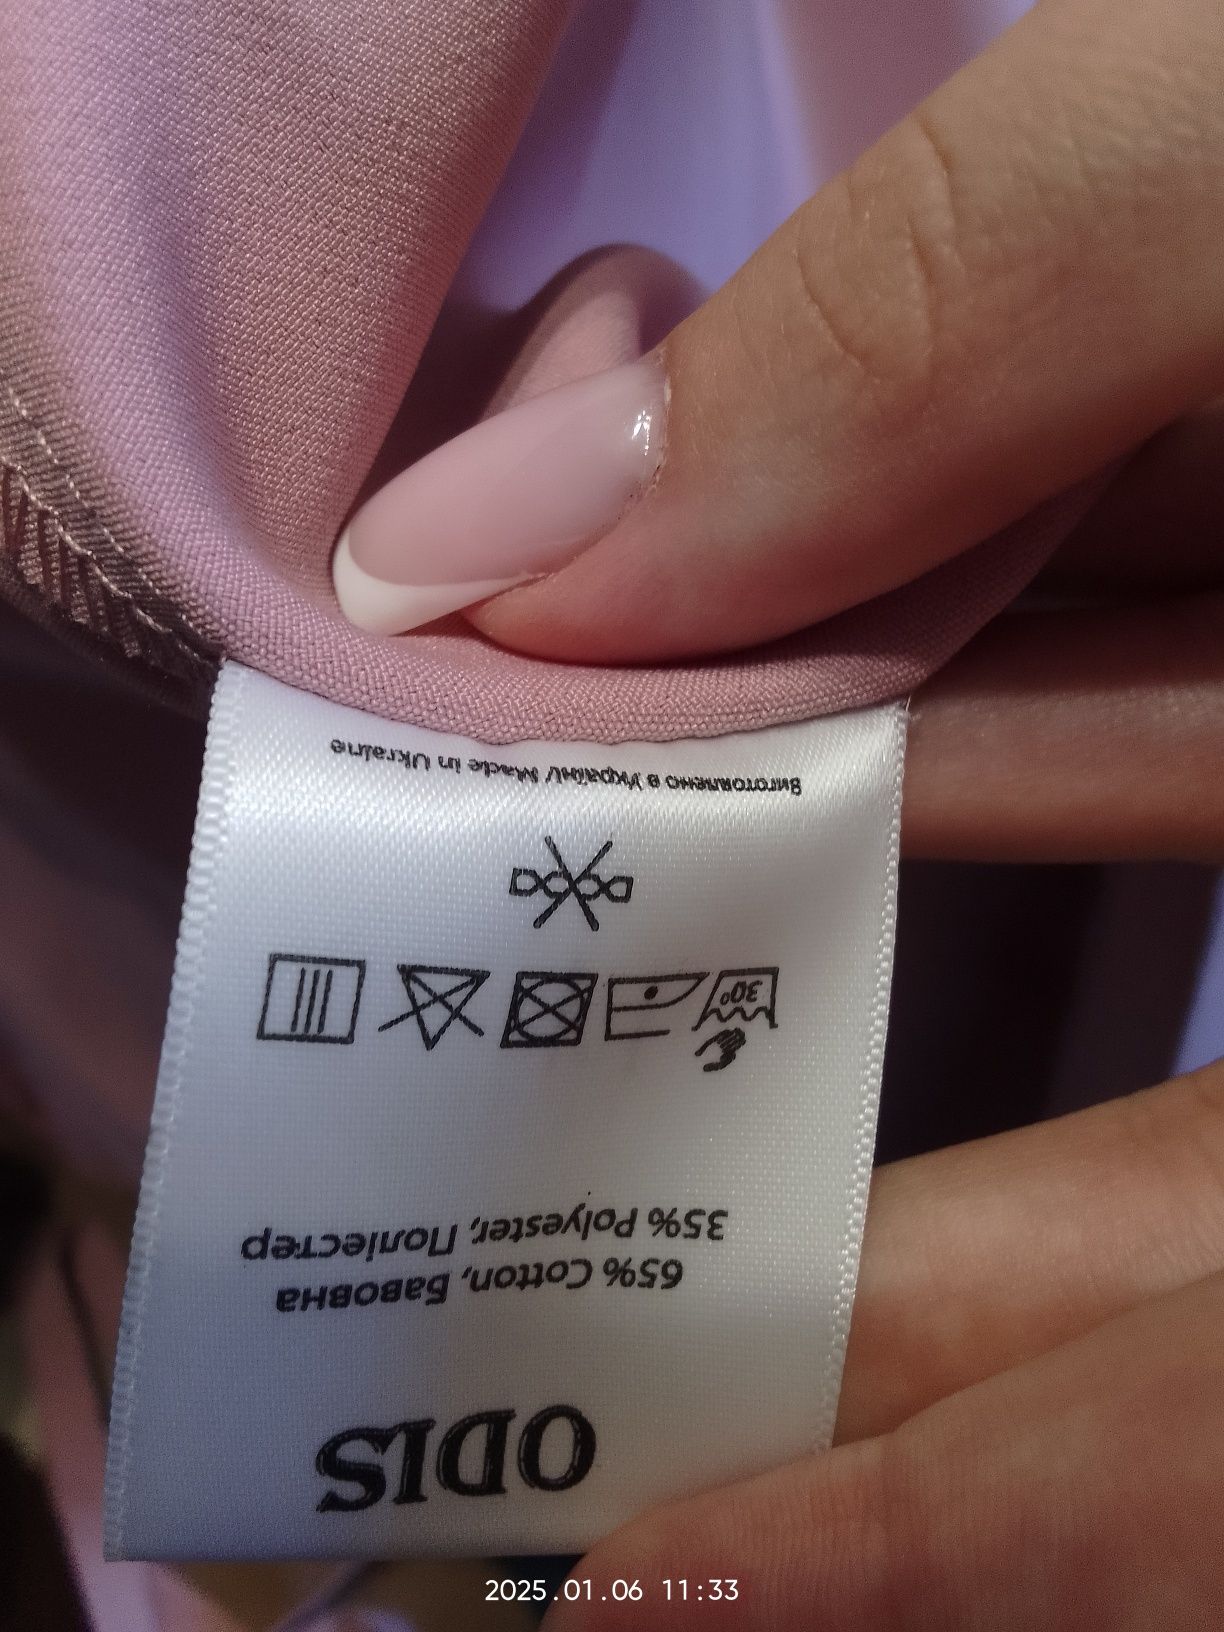 ODIS
65% Cotton, Бавовна
35% Polyester, Поліестер
30°
Виготовлено в Україні/ Made in Ukraine
2025.01.06 11:33